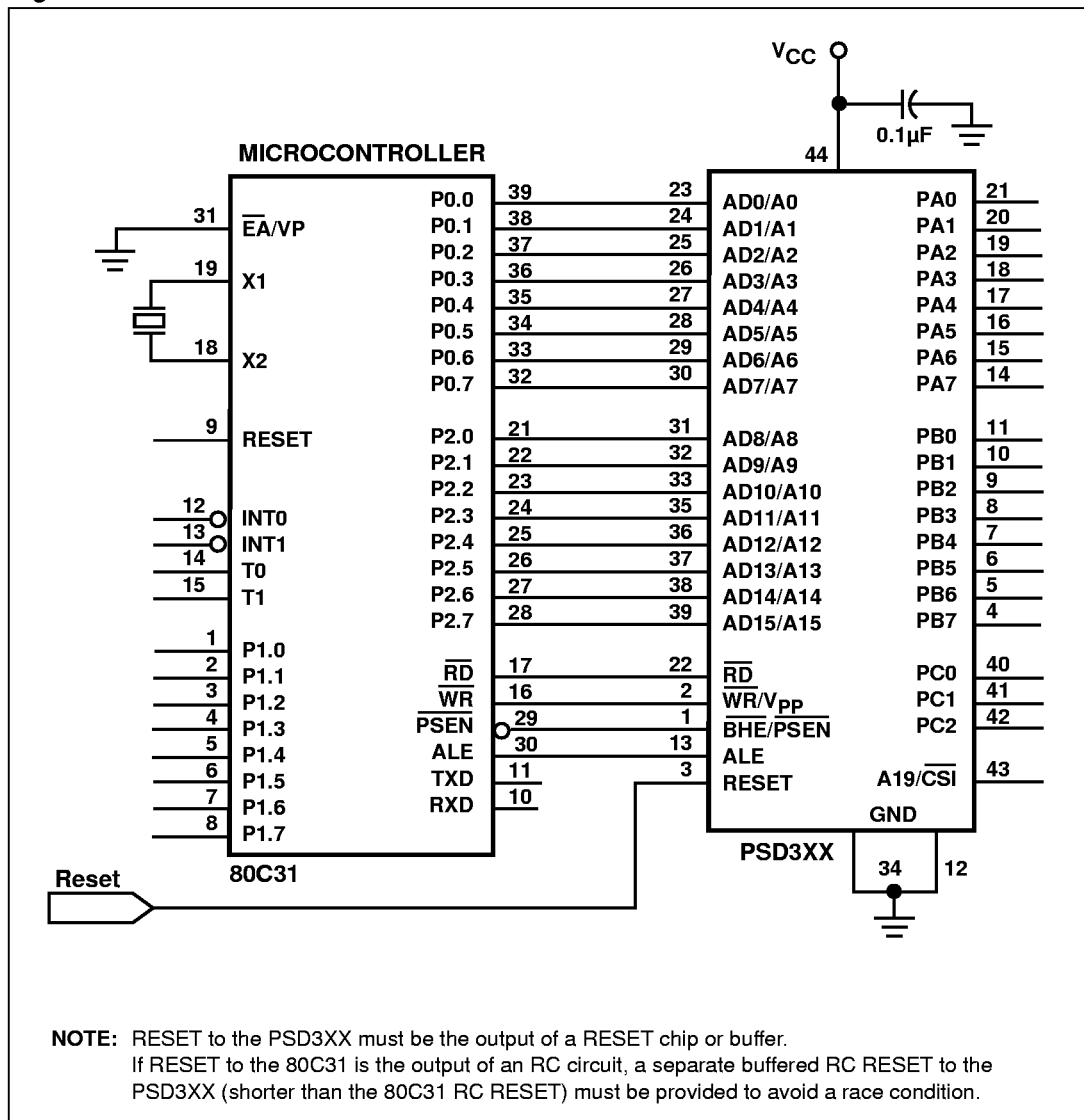 VCC
0.1µF
44
MICROCONTROLLER
31 EA/VP
19 X1
18 X2
9 RESET
12 INT0
13 INT1
14 T0
15 T1
1 P1.0
2 P1.1
3 P1.2
4 P1.3
5 P1.4
6 P1.5
7 P1.6
8 P1.7
P0.0 39
P0.1 38
P0.2 37
P0.3 36
P0.4 35
P0.5 34
P0.6 33
P0.7 32
P2.0 21
P2.1 22
P2.2 23
P2.3 24
P2.4 25
P2.5 26
P2.6 27
P2.7 28
RD 17
WR 16
PSEN 29
ALE 30
TXD 11
RXD 10
80C31
23 AD0/A0
24 AD1/A1
25 AD2/A2
26 AD3/A3
27 AD4/A4
28 AD5/A5
29 AD6/A6
30 AD7/A7
31 AD8/A8
32 AD9/A9
33 AD10/A10
35 AD11/A11
36 AD12/A12
37 AD13/A13
38 AD14/A14
39 AD15/A15
22 RD
2 WR/VPP
1 BHE/PSEN
13 ALE
3 RESET
PA0 21
PA1 20
PA2 19
PA3 18
PA4 17
PA5 16
PA6 15
PA7 14
PB0 11
PB1 10
PB2 9
PB3 8
PB4 7
PB5 6
PB6 5
PB7 4
PC0 40
PC1 41
PC2 42
A19/CSI 43
GND
PSD3XX
34 12
Reset
NOTE: RESET to the PSD3XX must be the output of a RESET chip or buffer.
If RESET to the 80C31 is the output of an RC circuit, a separate buffered RC RESET to the
PSD3XX (shorter than the 80C31 RC RESET) must be provided to avoid a race condition.